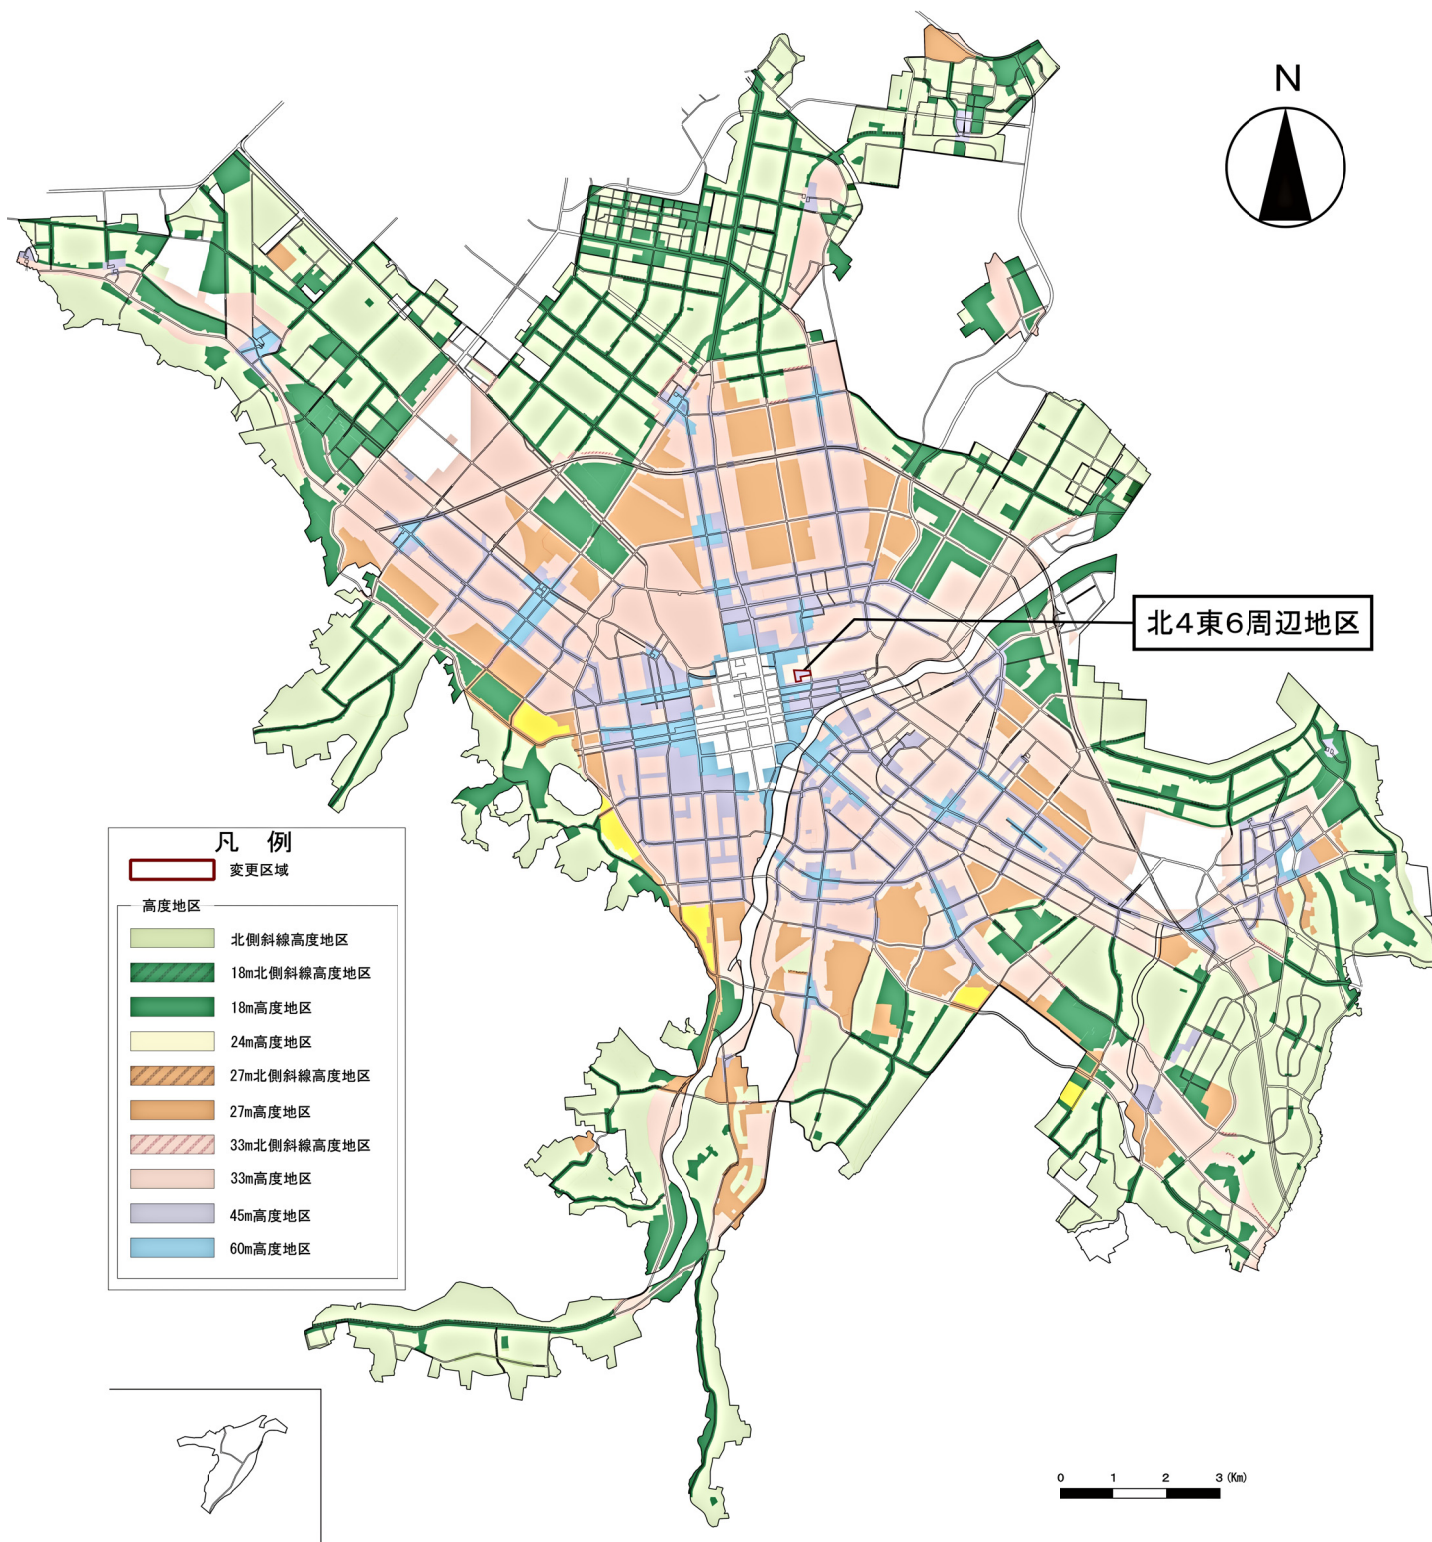 N
北4東6周辺地区
凡 例
変更区域
高度地区
北側斜線高度地区
18m北側斜線高度地区
18m高度地区
24m高度地区
27m北側斜線高度地区
27m高度地区
33m北側斜線高度地区
33m高度地区
45m高度地区
60m高度地区
0 1 2 3 (Km)